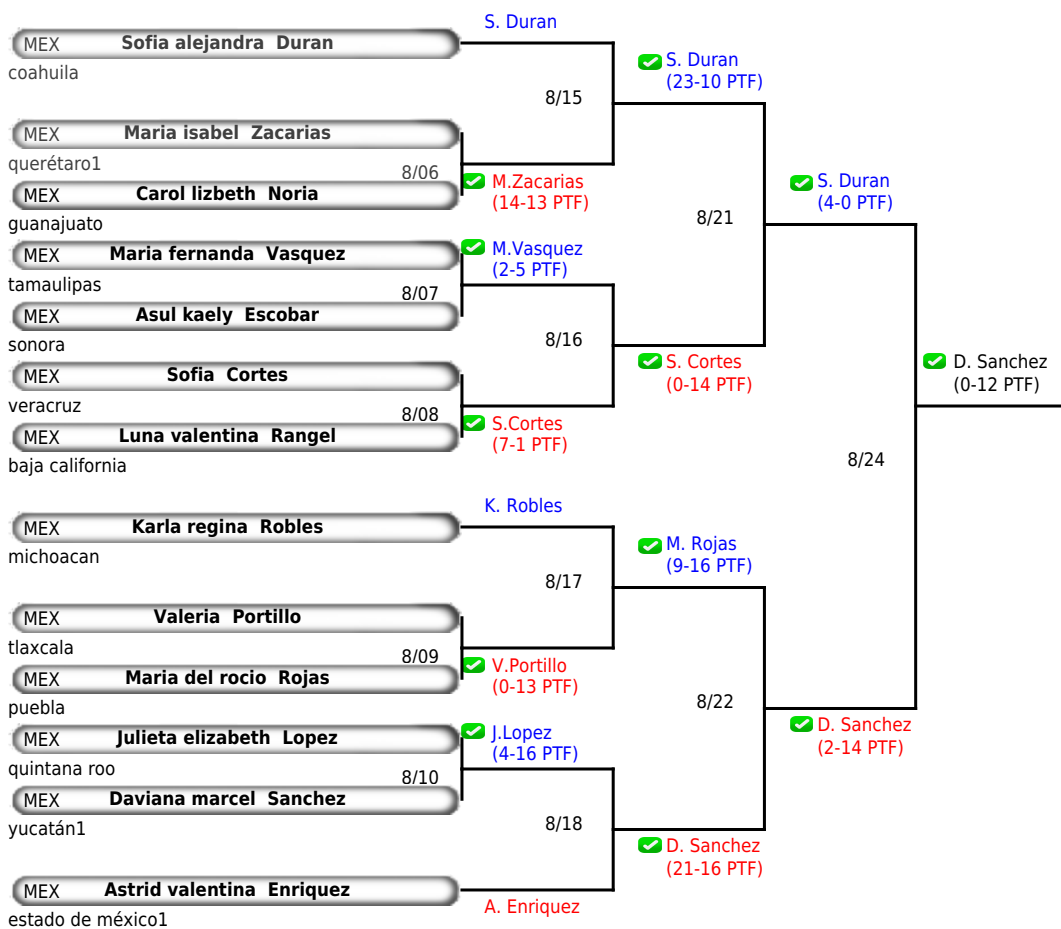 S. Duran
MEX Sofia alejandra Duran
coahuila
S. Duran
(23-10 PTF)
8/15
MEX Maria isabel Zacarias
querétaro1
8/06
M.Zacarias
(14-13 PTF)
MEX Carol lizbeth Noria
guanajuato
S. Duran
(4-0 PTF)
8/21
MEX Maria fernanda Vasquez
tamaulipas
M.Vasquez
(2-5 PTF)
8/07
MEX Asul kaely Escobar
sonora
8/16
MEX Sofia Cortes
veracruz
S. Cortes
(0-14 PTF)
D. Sanchez
(0-12 PTF)
8/08
MEX Luna valentina Rangel
baja california
S.Cortes
(7-1 PTF)
8/24
K. Robles
MEX Karla regina Robles
michoacan
M. Rojas
(9-16 PTF)
8/17
MEX Valeria Portillo
tlaxcala
8/09
V.Portillo
(0-13 PTF)
MEX Maria del rocio Rojas
puebla
8/22
MEX Julieta elizabeth Lopez
quintana roo
J.Lopez
(4-16 PTF)
D. Sanchez
(2-14 PTF)
8/10
MEX Daviana marcel Sanchez
yucatán1
8/18
D. Sanchez
(21-16 PTF)
MEX Astrid valentina Enriquez
estado de méxico1
A. Enriquez